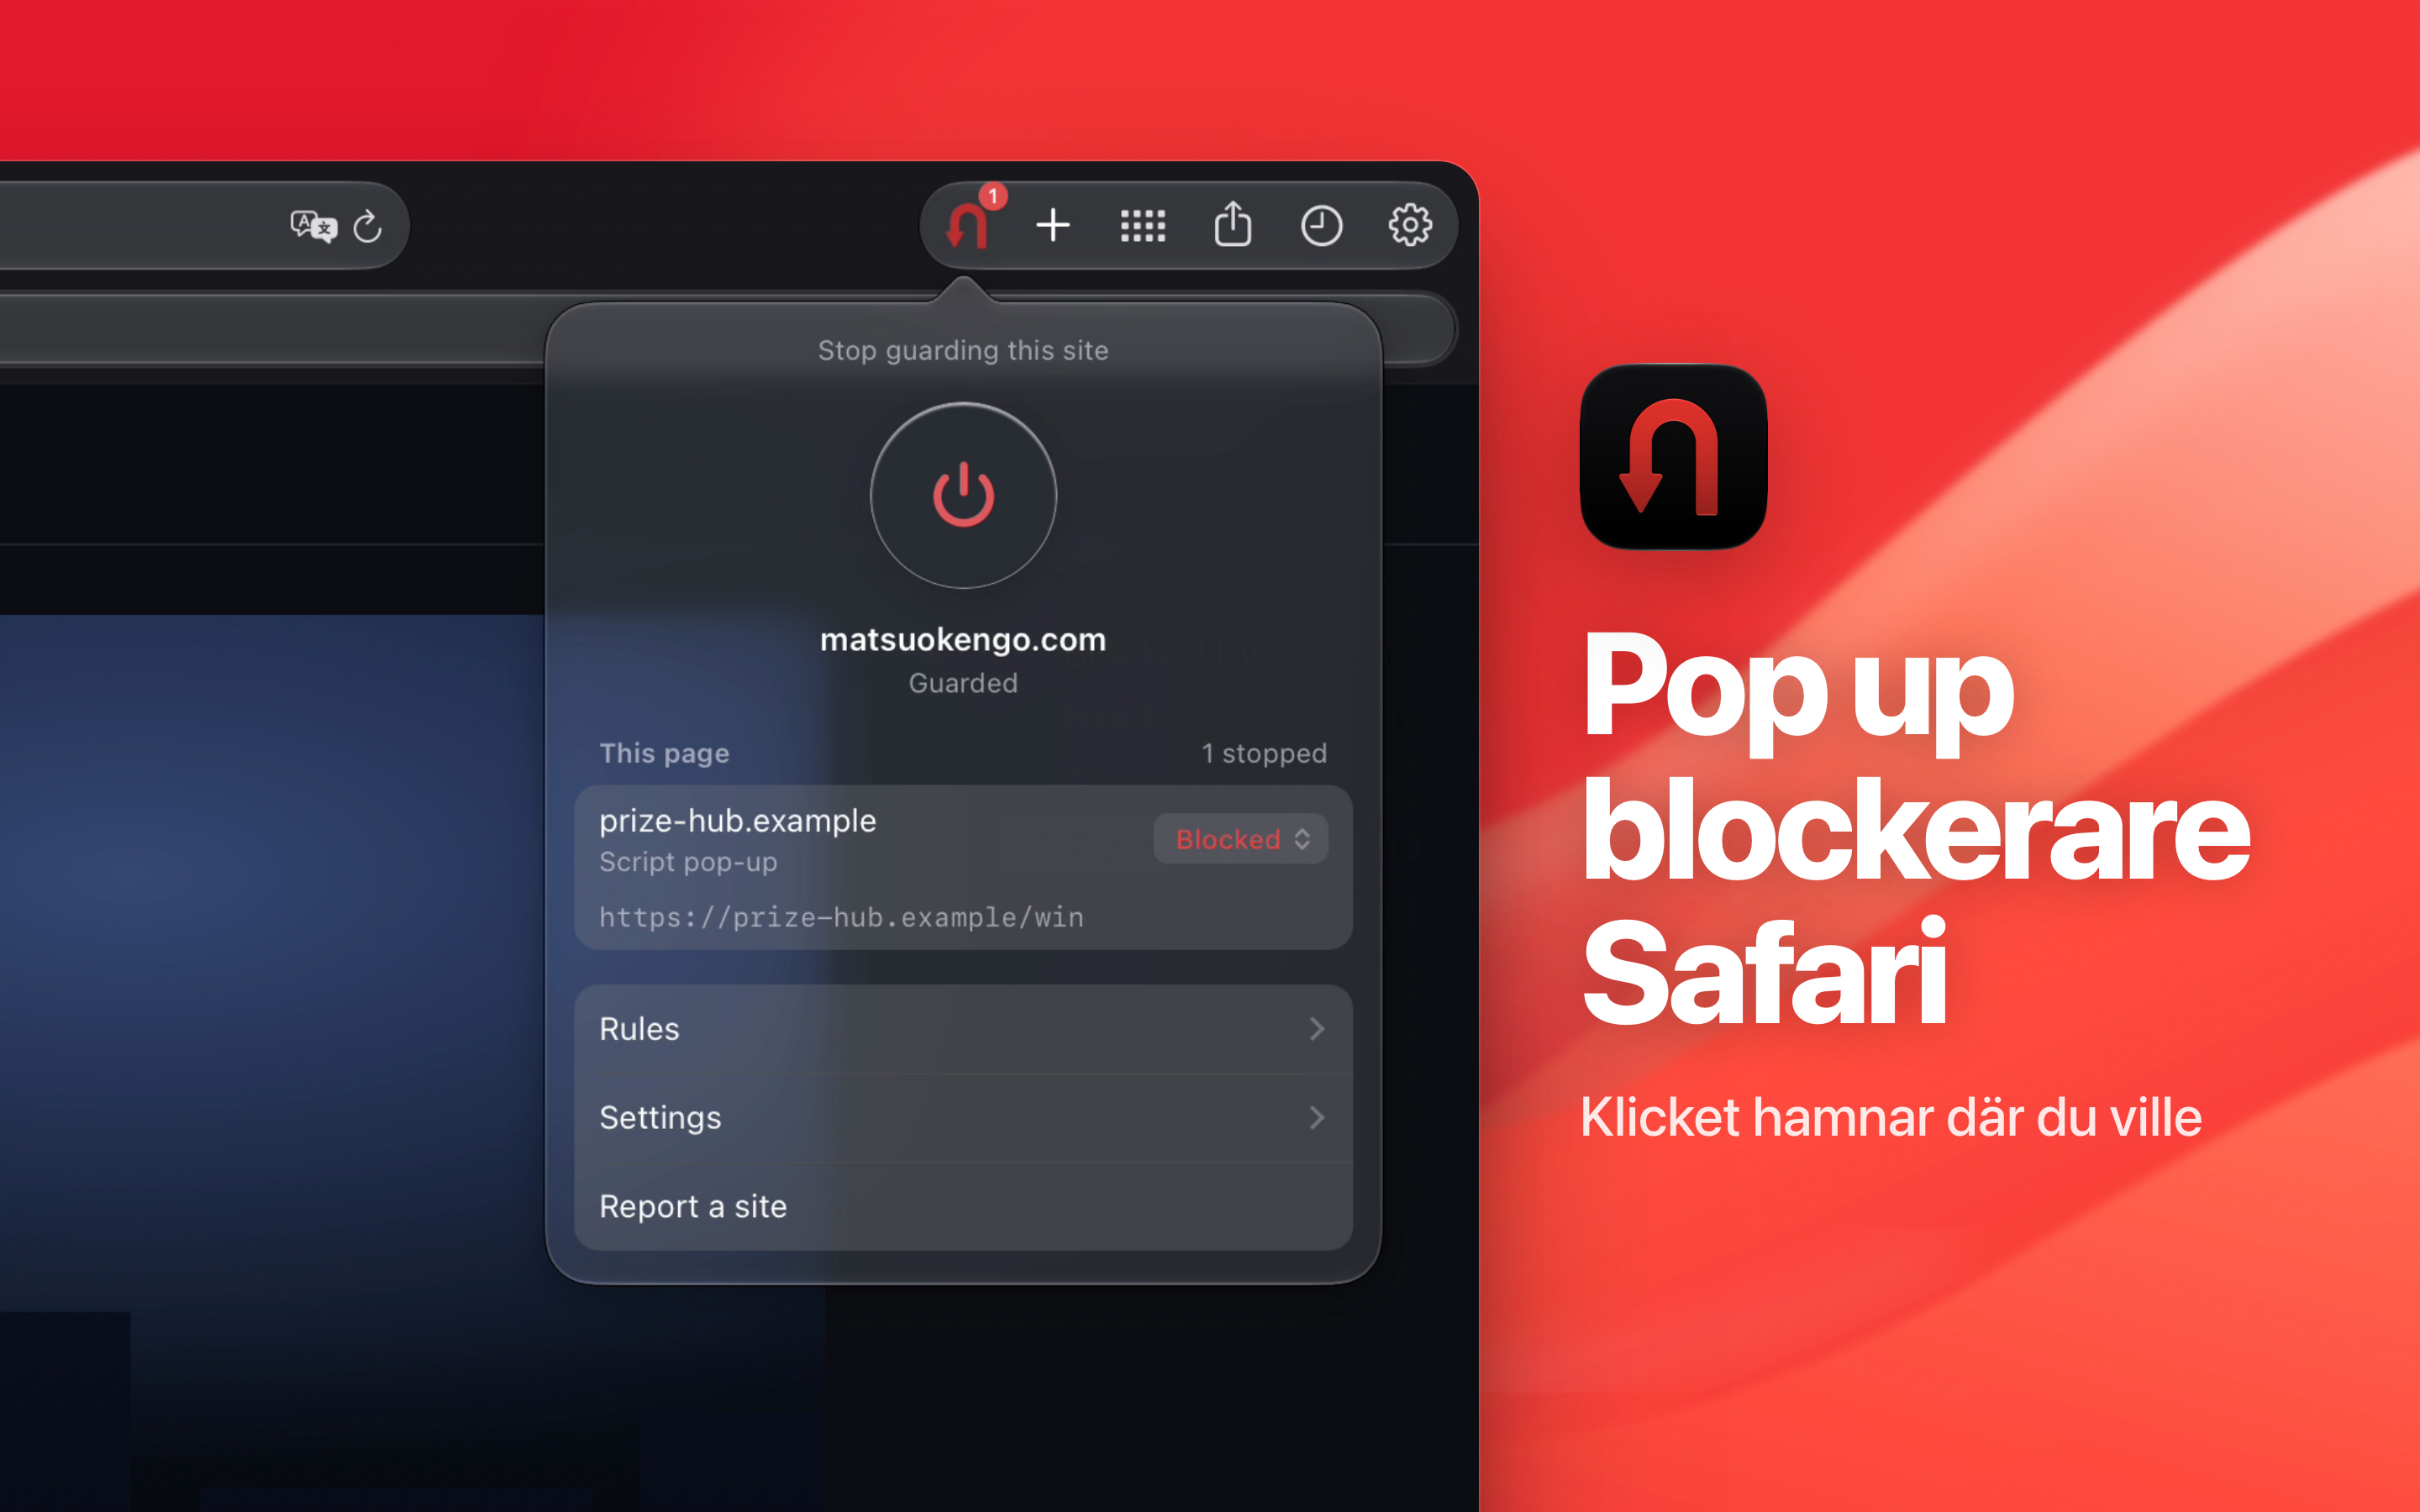 1
Stop guarding this site
matsuokengo.com
Guarded
This page
1 stopped
prize-hub.example
Script pop-up
Blocked
https://prize-hub.example/win
Rules
Settings
Report a site
Pop up
blockerare
Safari
Klicket hamnar där du ville